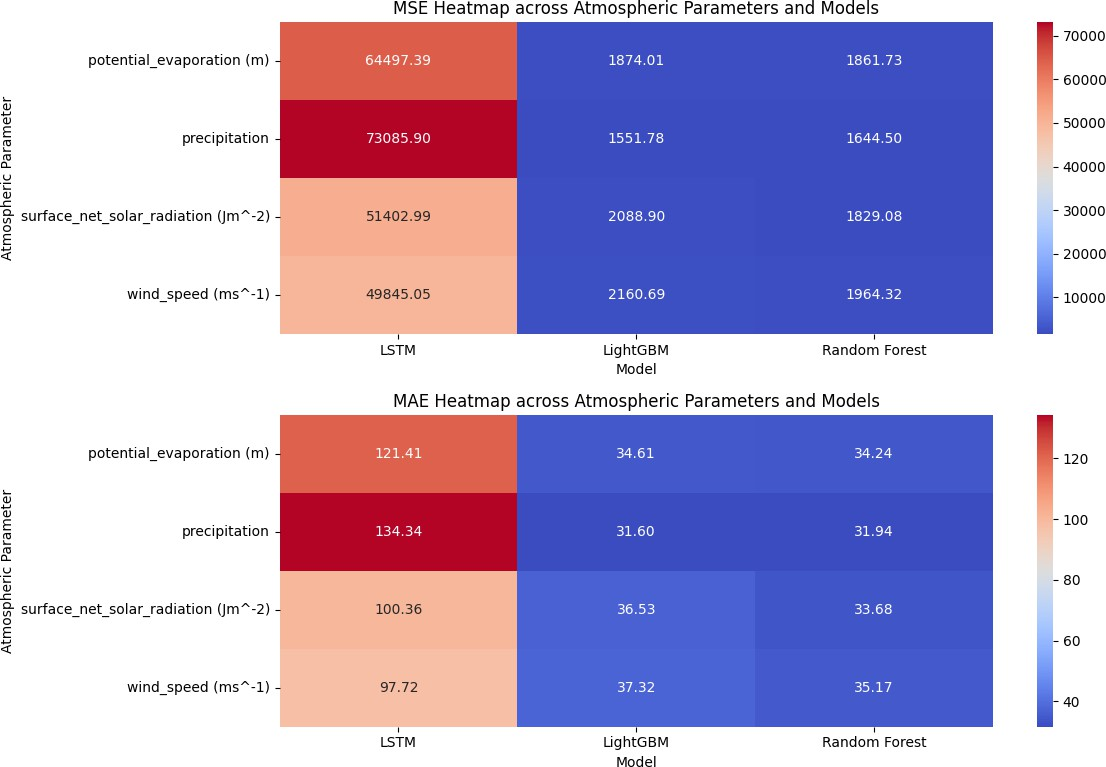 MSE Heatmap across Atmospheric Parameters and Models
Atmospheric Parameter
potential_evaporation (m)
64497.39 1874.01 1861.73
precipitation
73085.90 1551.78 1644.50
surface_net_solar_radiation (Jm^-2)
51402.99 2088.90 1829.08
wind_speed (ms^-1)
49845.05 2160.69 1964.32
LSTM LightGBM Random Forest
Model
70000
60000
50000
40000
30000
20000
10000
MAE Heatmap across Atmospheric Parameters and Models
Atmospheric Parameter
potential_evaporation (m)
121.41 34.61 34.24
precipitation
134.34 31.60 31.94
surface_net_solar_radiation (Jm^-2)
100.36 36.53 33.68
wind_speed (ms^-1)
97.72 37.32 35.17
LSTM LightGBM Random Forest
Model
120
100
80
60
40